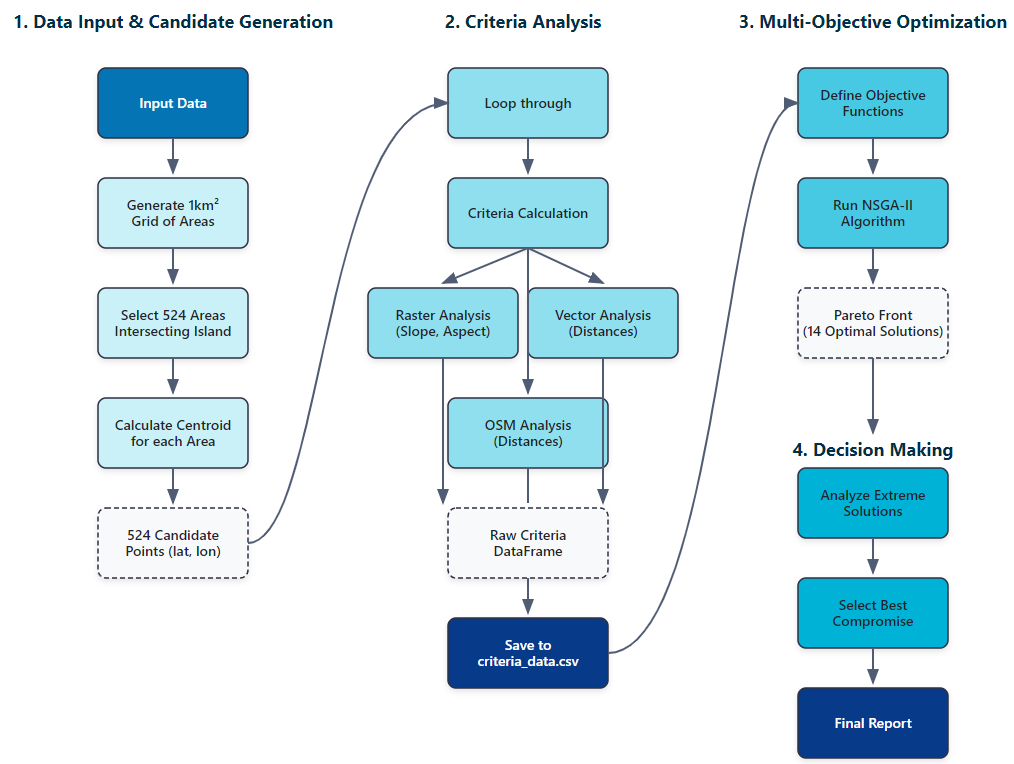 1. Data Input & Candidate Generation
Input Data
Generate 1km²
Grid of Areas
Select 524 Areas
Intersecting Island
Calculate Centroid
for each Area
524 Candidate
Points (lat, lon)
2. Criteria Analysis
Loop through
Criteria Calculation
Raster Analysis
(Slope, Aspect)
Vector Analysis
(Distances)
OSM Analysis
(Distances)
Raw Criteria
DataFrame
Save to
criteria_data.csv
3. Multi-Objective Optimization
Define Objective
Functions
Run NSGA-II
Algorithm
Pareto Front
(14 Optimal Solutions)
4. Decision Making
Analyze Extreme
Solutions
Select Best
Compromise
Final Report